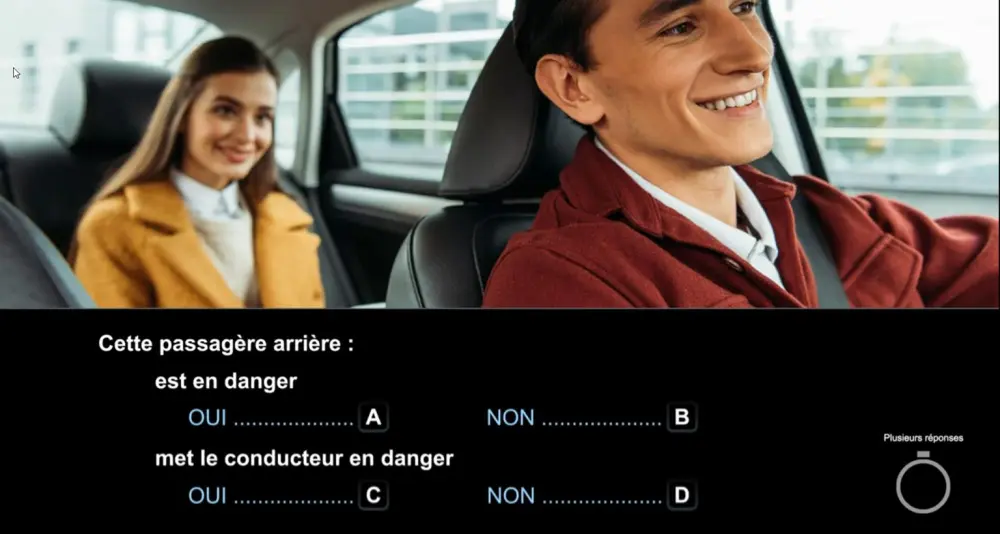 Cette passagère arrière :
est en danger
OUI .................... A NON .................... B
met le conducteur en danger
OUI .................... C NON .................... D
Plusieurs réponses